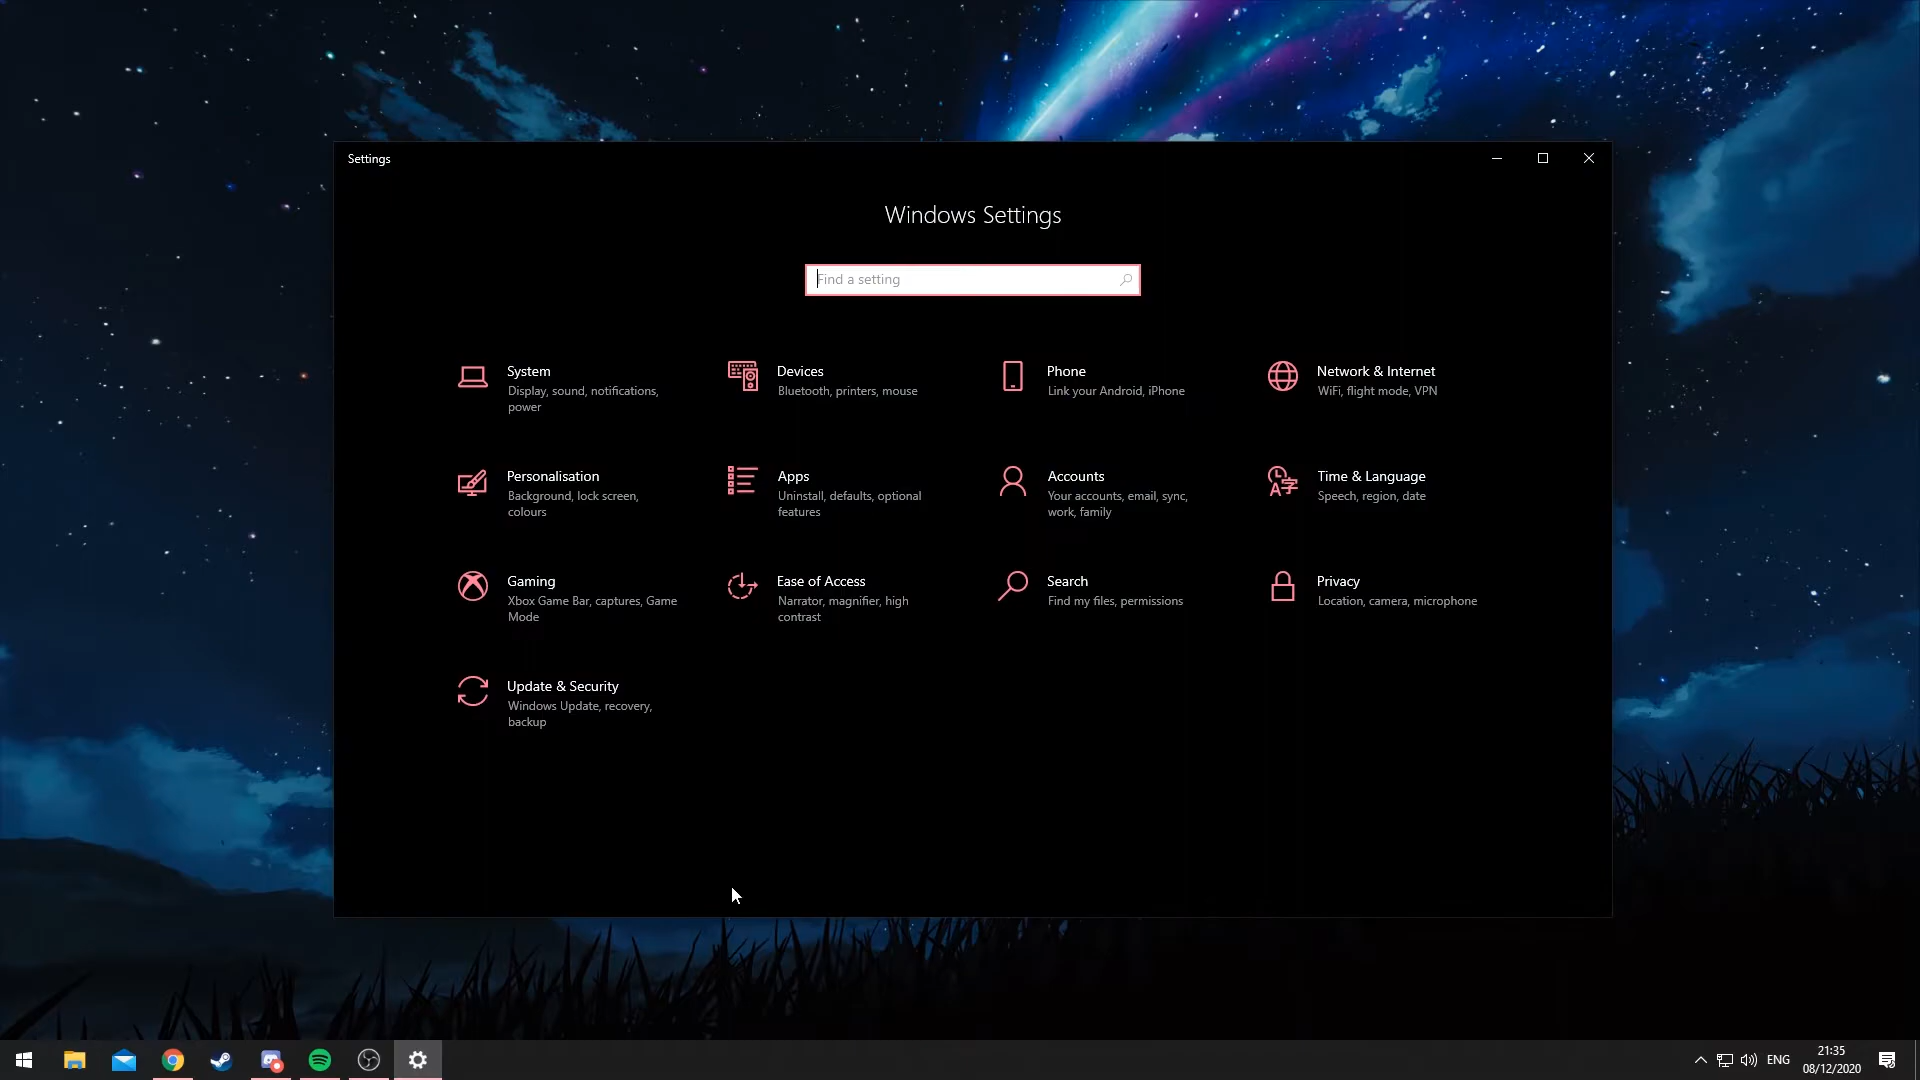 Settings
Windows Settings
Find a setting
System
Display, sound, notifications,
power
Devices
Bluetooth, printers, mouse
Phone
Link your Android, iPhone
Network & Internet
WiFi, flight mode, VPN
Personalisation
Background, lock screen,
colours
Apps
Uninstall, defaults, optional
features
Accounts
Your accounts, email, sync,
work, family
Time & Language
Speech, region, date
Gaming
Xbox Game Bar, captures, Game
Mode
Ease of Access
Narrator, magnifier, high
contrast
Search
Find my files, permissions
Privacy
Location, camera, microphone
Update & Security
Windows Update, recovery,
backup
ENG
21:35
08/12/2020